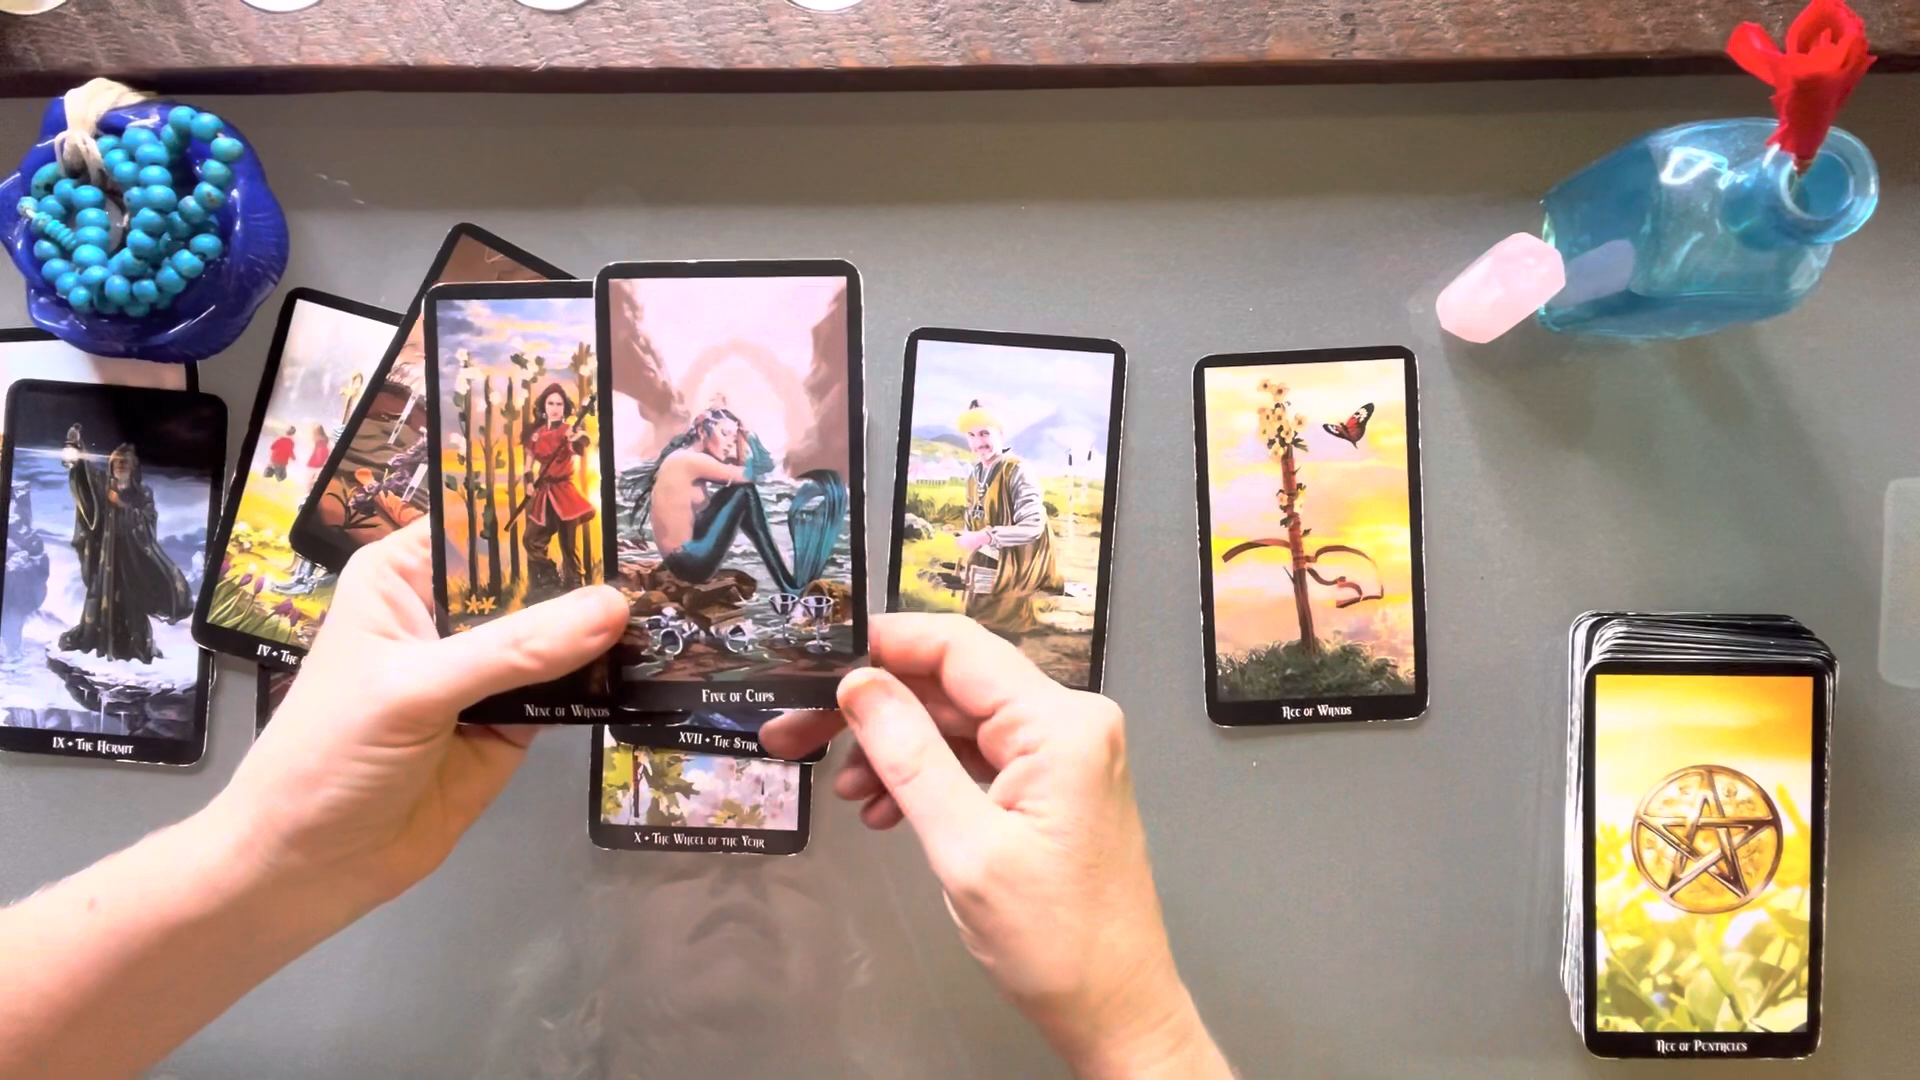 IX • The Hermit
IV • The
Nine of Wands
Five of Cups
XVII • The Star
X • The Wheel of the Year
Ace of Wands
Ace of Pentacles